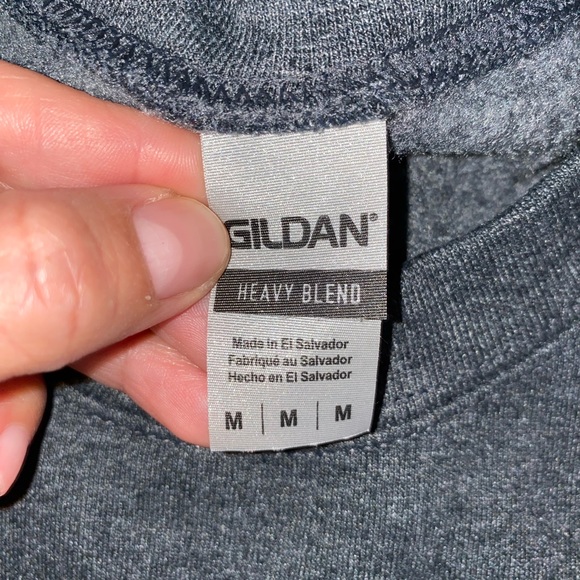 GILDAN®
HEAVY BLEND
Made in El Salvador
Fabriqué au Salvador
Hecho en El Salvador
M | M | M